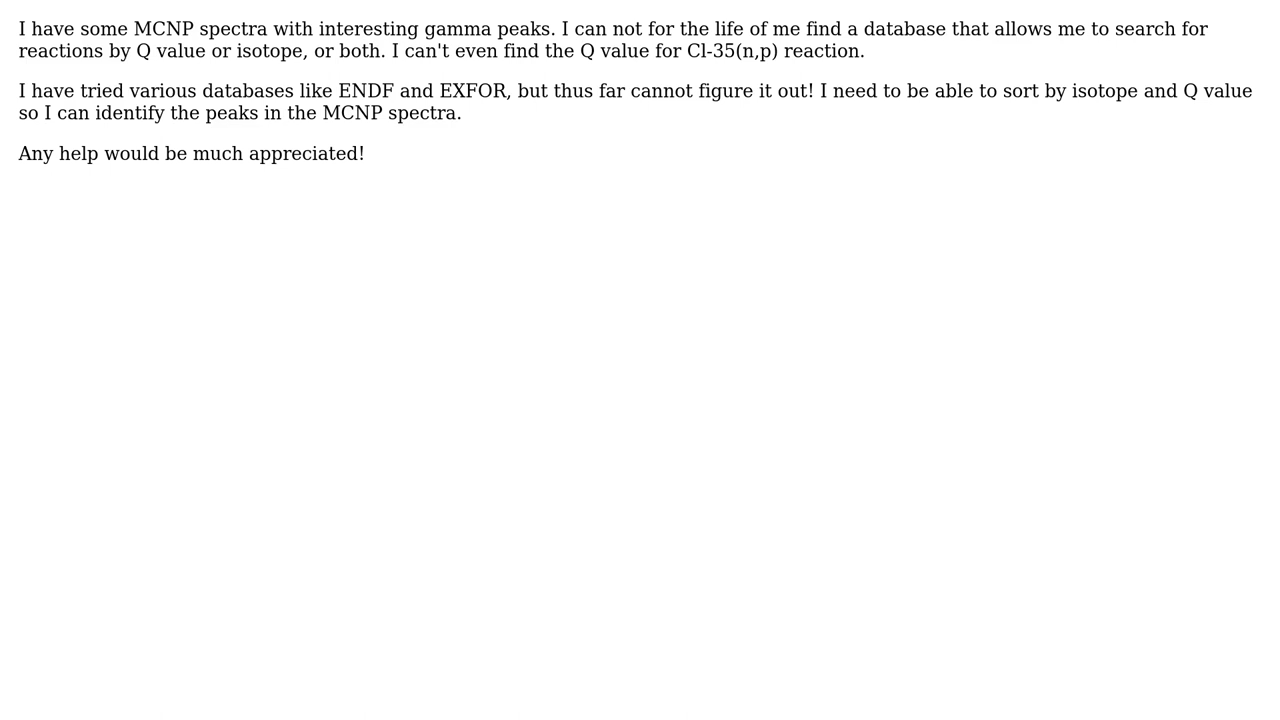 I have some MCNP spectra with interesting gamma peaks. I can not for the life of me find a database that allows me to search for
reactions by Q value or isotope, or both. I can't even find the Q value for Cl-35(n,p) reaction.
I have tried various databases like ENDF and EXFOR, but thus far cannot figure it out! I need to be able to sort by isotope and Q value
so I can identify the peaks in the MCNP spectra.
Any help would be much appreciated!